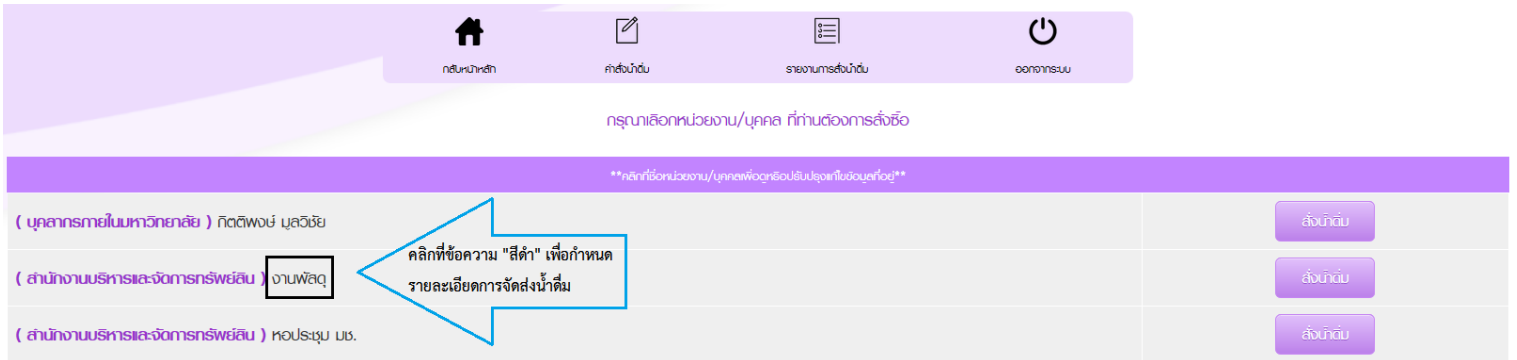 กลับหน้าหลัก คำสั่งน้ำดื่ม รายงานการสั่งน้ำดื่ม ออกจากระบบ
กรุณาเลือกหน่วยงาน/บุคคล ที่ท่านต้องการสั่งซื้อ
**คลิกที่ชื่อหน่วยงาน/บุคคลเพื่อดูหรือปรับปรุงแก้ไขข้อมูลที่อยู่**
( บุคลากรภายในมหาวิทยาลัย ) กิตติพงษ์ มูลวิชัย สั่งน้ำดื่ม
คลิกที่ข้อความ "สีดำ" เพื่อกำหนด
รายละเอียดการจัดส่งน้ำดื่ม
( สำนักงานบริหารและจัดการทรัพย์สิน ) งานพัสดุ สั่งน้ำดื่ม
( สำนักงานบริหารและจัดการทรัพย์สิน ) หอประชุม มช. สั่งน้ำดื่ม